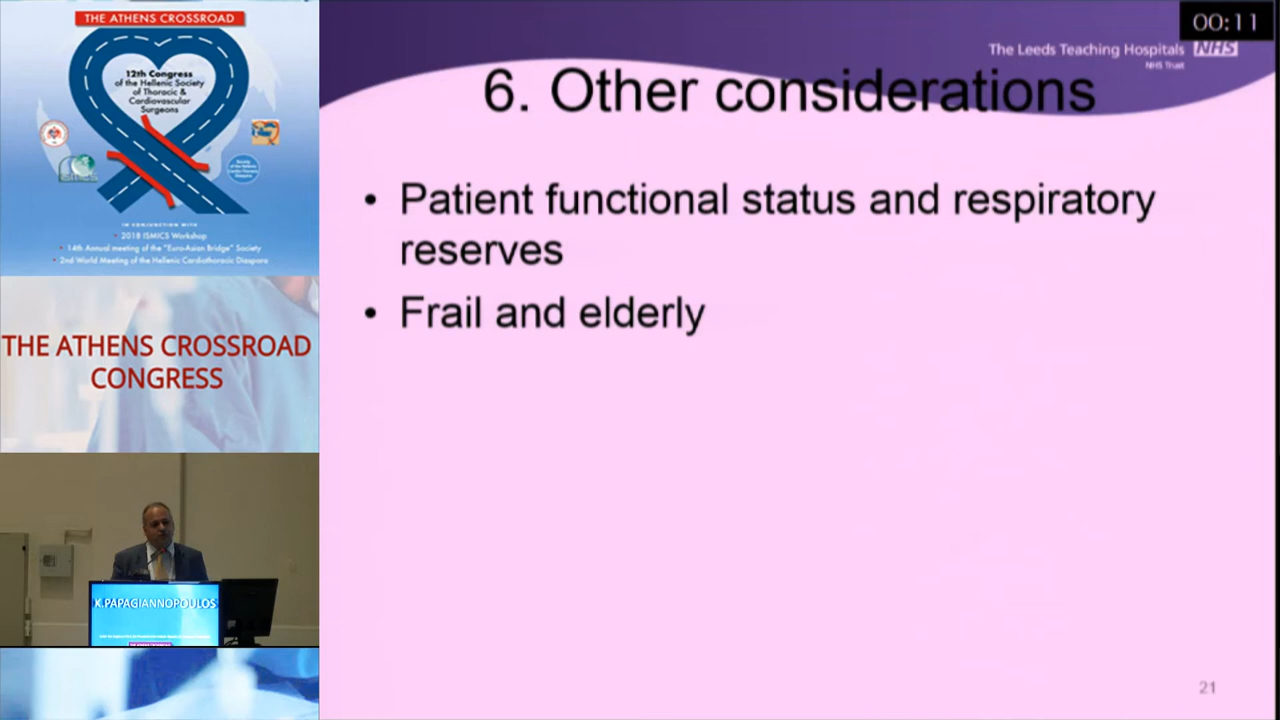 THE ATHENS CROSSROAD
12th Congress
of the Hellenic Society
of Thoracic &
Cardiovascular
Surgeons
IN CONJUNCTION WITH
• 2018 ISMICS Workshop
• 14th Annual meeting of the "Euro-Asian Bridge" Society
• 2nd World Meeting of the Hellenic Cardiothoracic Diaspora
THE ATHENS CROSSROAD
CONGRESS
K.PAPAGIANNOPOULOS
00:11
The Leeds Teaching Hospitals NHS
NHS Trust
6. Other considerations
• Patient functional status and respiratory
reserves
• Frail and elderly
21